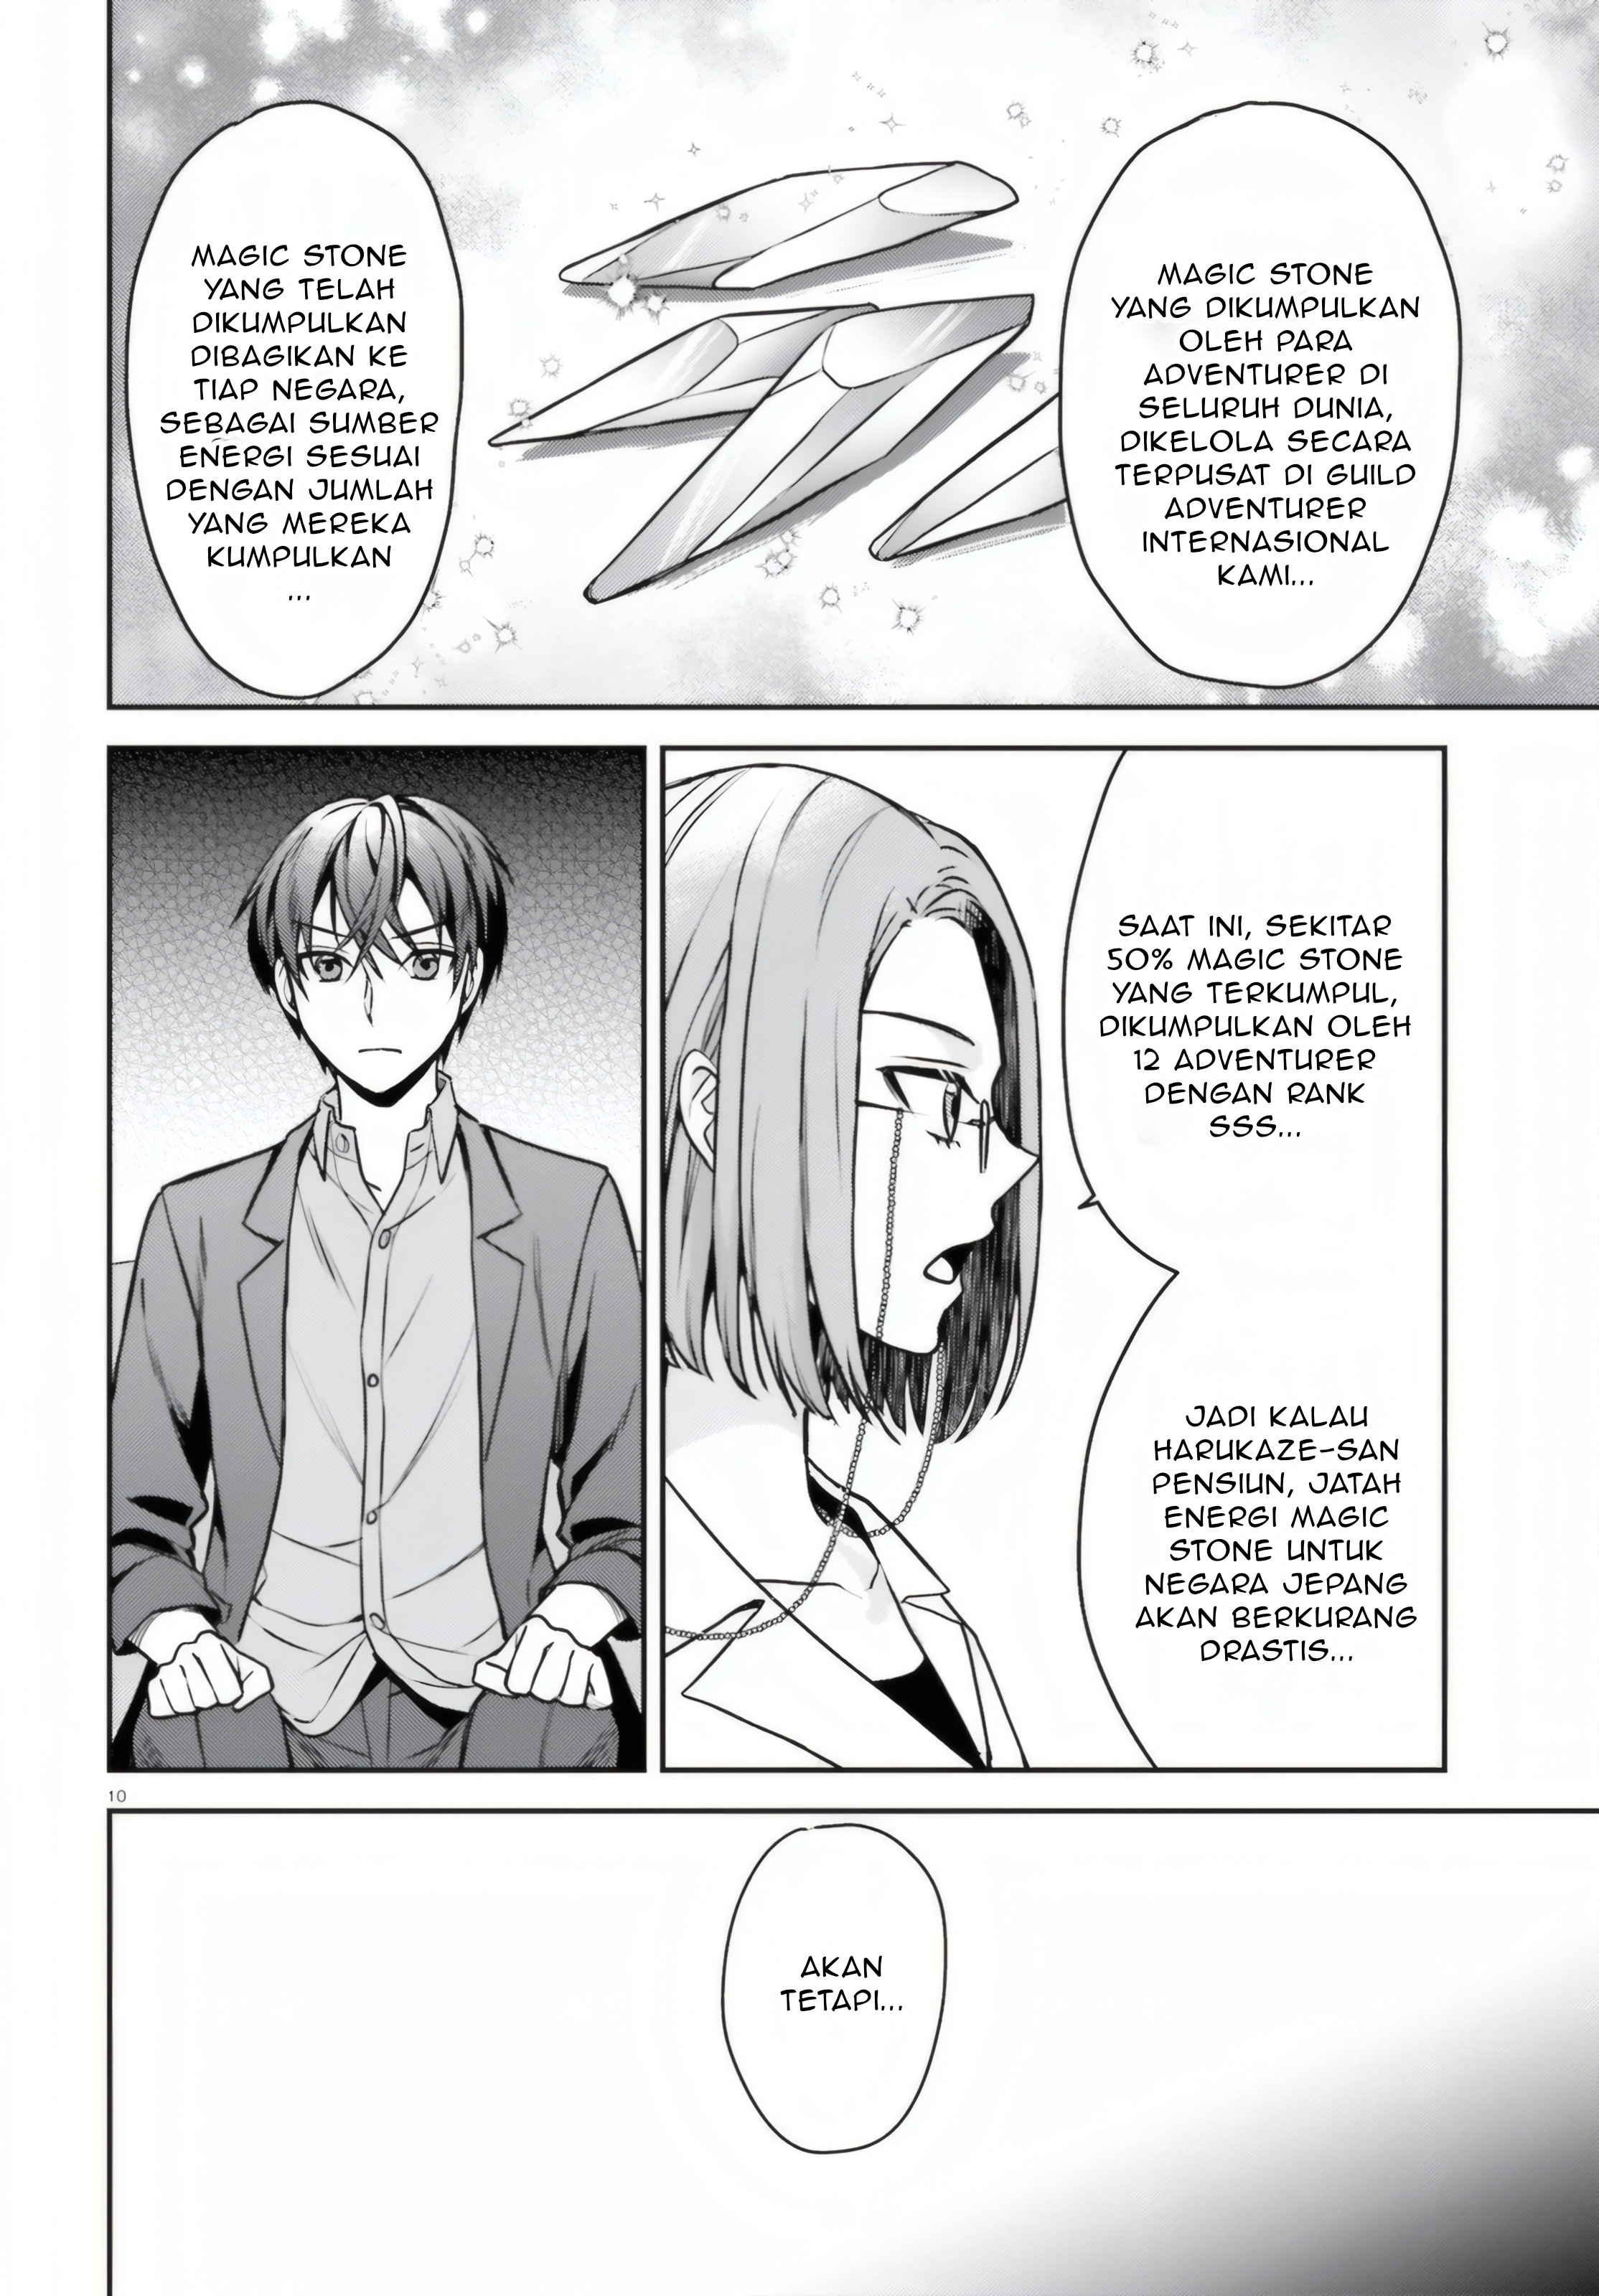 MAGIC STONE
YANG DIKUMPULKAN
OLEH PARA
ADVENTURER DI
SELURUH DUNIA,
DIKELOLA SECARA
TERPUSAT DI GUILD
ADVENTURER
INTERNASIONAL
KAMI...
MAGIC STONE
YANG TELAH
DIKUMPULKAN
DIBAGIKAN KE
TIAP NEGARA,
SEBAGAI SUMBER
ENERGI SESUAI
DENGAN JUMLAH
YANG MEREKA
KUMPULKAN
...
SAAT INI, SEKITAR
50% MAGIC STONE
YANG TERKUMPUL,
DIKUMPULKAN OLEH
12 ADVENTURER
DENGAN RANK
SSS...
JADI KALAU
HARUKAZE-SAN
PENSIUN, JATAH
ENERGI MAGIC
STONE UNTUK
NEGARA JEPANG
AKAN BERKURANG
DRASTIS...
10
AKAN
TETAPI...